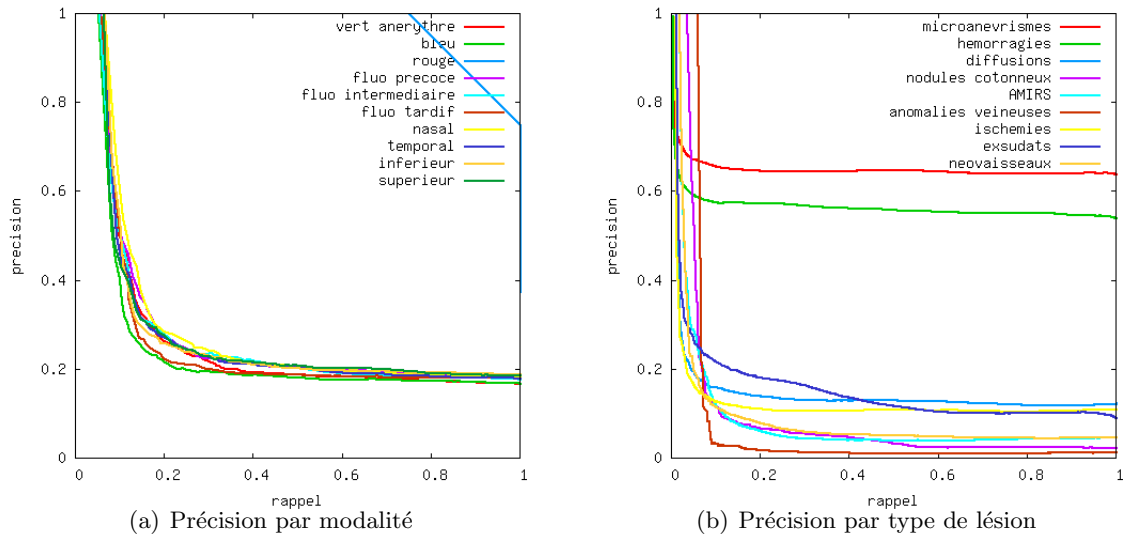 precision
1
0.8
0.6
0.4
0.2
0
0 0.2 0.4 0.6 0.8 1
rappel
vert anerythre
bleu
rouge
fluo precoce
fluo intermediaire
fluo tardif
nasal
temporal
inferieur
superieur
(a) Précision par modalité
precision
1
0.8
0.6
0.4
0.2
0
0 0.2 0.4 0.6 0.8 1
rappel
microanevrismes
hemorragies
diffusions
nodules cotonneux
AMIRS
anomalies veineuses
ischemies
exsudats
neovaisseaux
(b) Précision par type de lésion